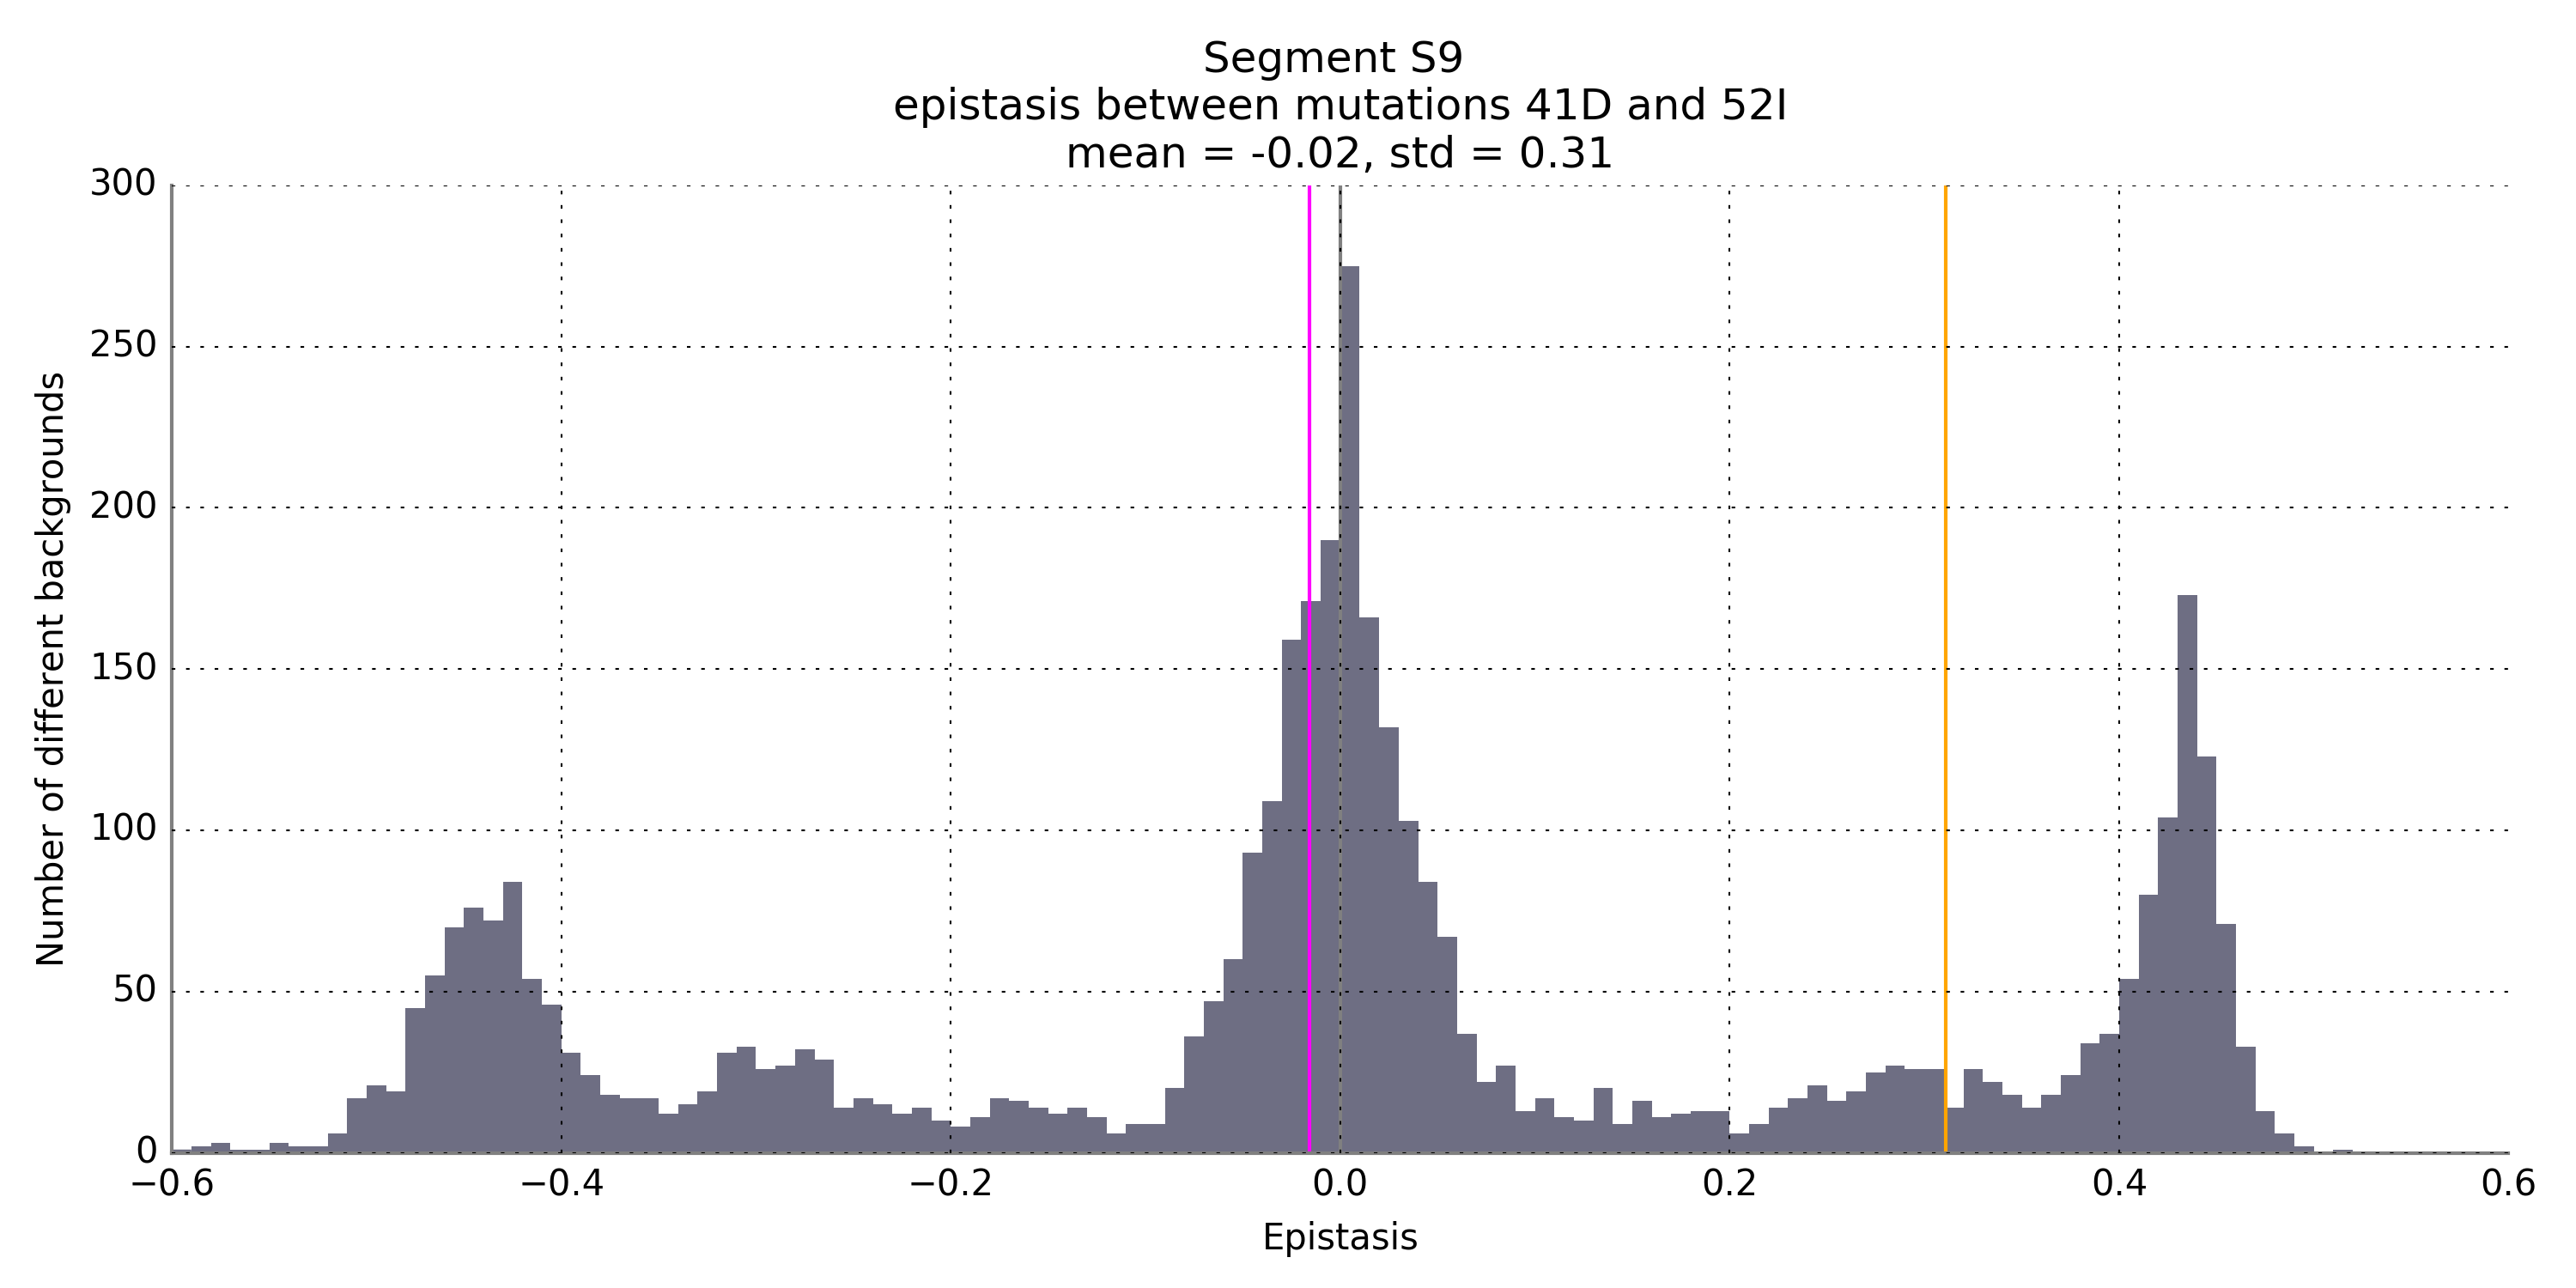 Segment S9
epistasis between mutations 41D and 52I
mean = -0.02, std = 0.31
Number of different backgrounds
300
250
200
150
100
50
0
−0.6 −0.4 −0.2 0.0 0.2 0.4 0.6
Epistasis